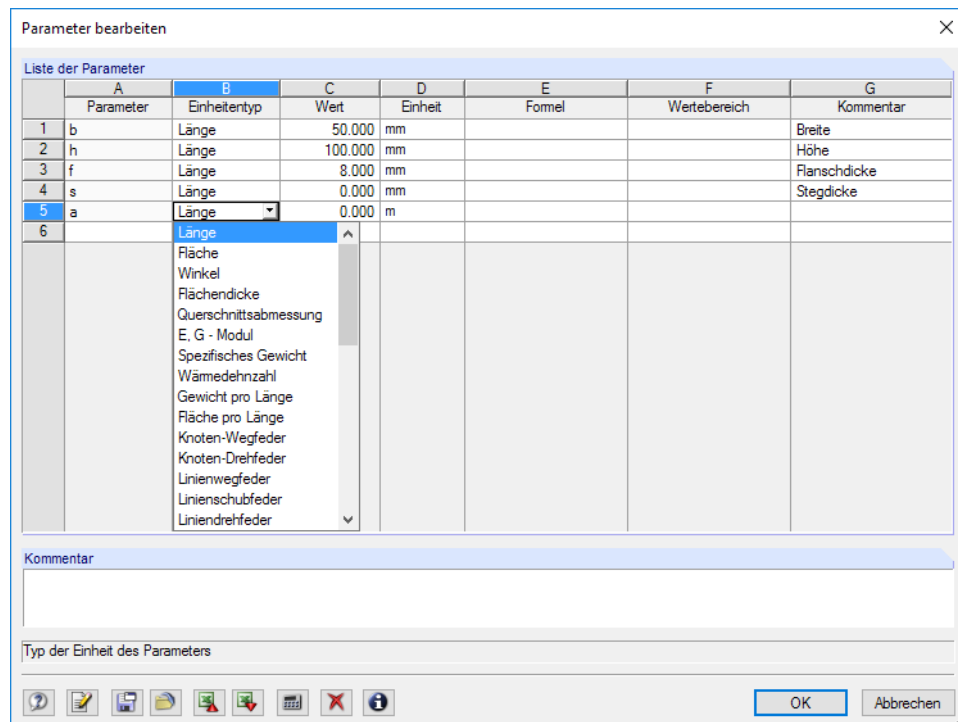 Parameter bearbeiten
Liste der Parameter
A B C D E F G
Parameter Einheitentyp Wert Einheit Formel Wertebereich Kommentar
1 b Länge 50.000 mm Breite
2 h Länge 100.000 mm Höhe
3 f Länge 8.000 mm Flanschdicke
4 s Länge 0.000 mm Stegdicke
5 a Länge 0.000 m
6
Länge
Fläche
Winkel
Flächendicke
Querschnittsabmessung
E, G - Modul
Spezifisches Gewicht
Wärmedehnzahl
Gewicht pro Länge
Fläche pro Länge
Knoten-Wegfeder
Knoten-Drehfeder
Linienwegfeder
Linienschubfeder
Liniendrehfeder
Kommentar
Typ der Einheit des Parameters
OK Abbrechen